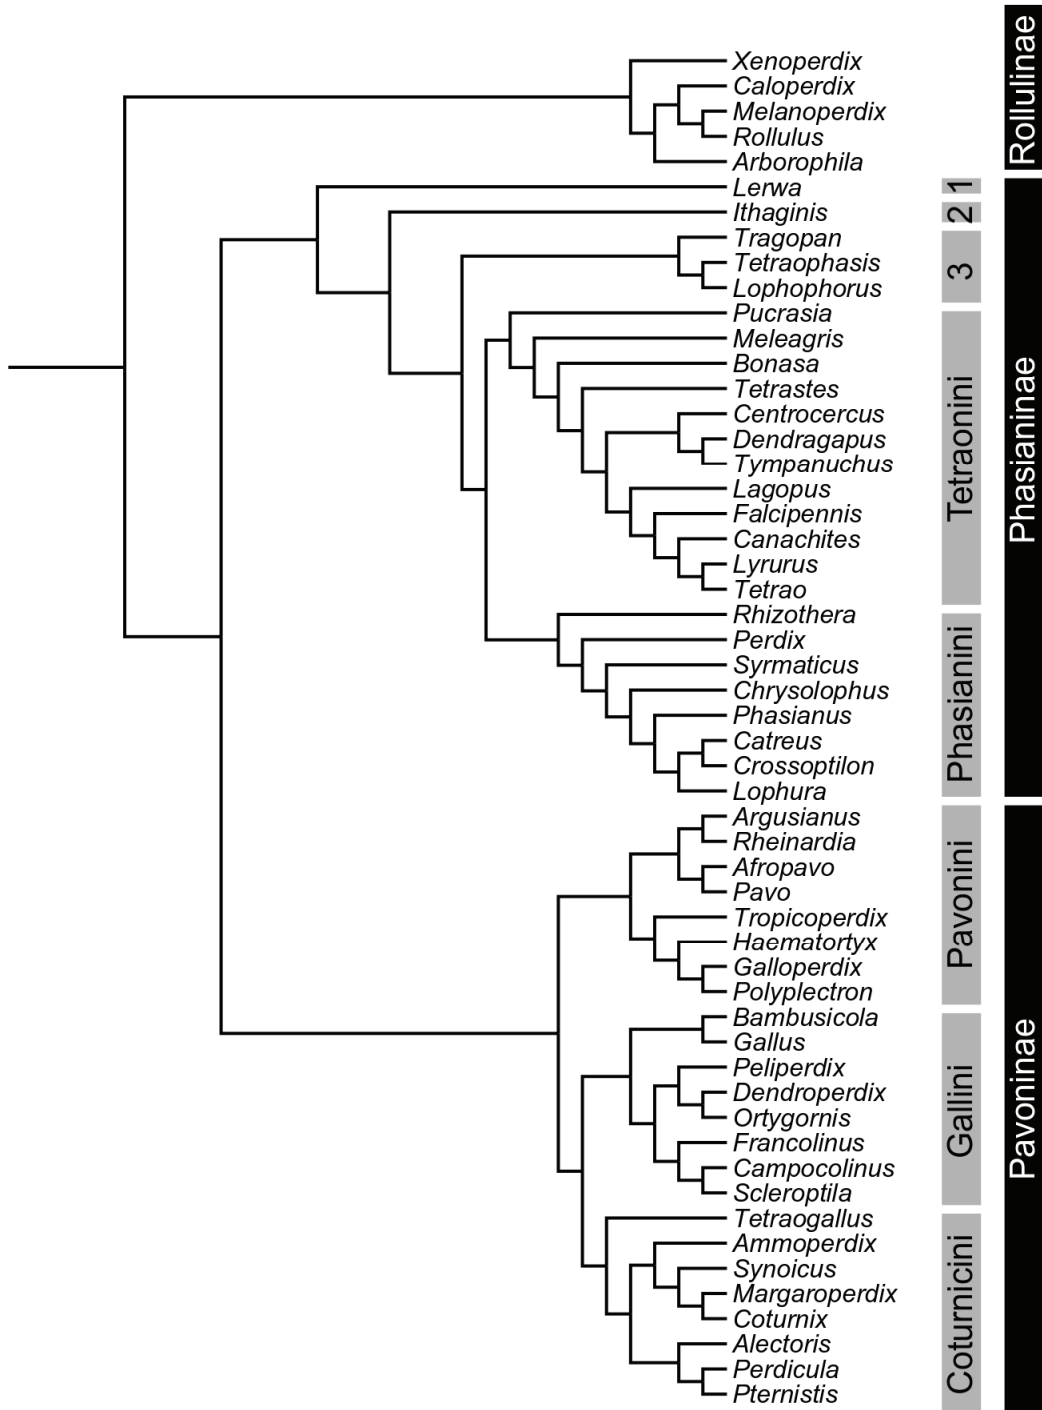 Xenoperdix
Caloperdix
Melanoperdix
Rollulus
Arborophila
Lerwa
Ithaginis
Tragopan
Tetraophasis
Lophophorus
Pucrasia
Meleagris
Bonasa
Tetrastes
Centrocercus
Dendragapus
Tympanuchus
Lagopus
Falcipennis
Canachites
Lyrurus
Tetrao
Rhizothera
Perdix
Syrmaticus
Chrysolophus
Phasianus
Catreus
Crossoptilon
Lophura
Argusianus
Rheinardia
Afropavo
Pavo
Tropicoperdix
Haematortyx
Galloperdix
Polyplectron
Bambusicola
Gallus
Peliperdix
Dendroperdix
Ortygornis
Francolinus
Campocolinus
Scleroptila
Tetraogallus
Ammoperdix
Synoicus
Margaroperdix
Coturnix
Alectoris
Perdicula
Pternistis
1
2
3
Tetraonini
Phasianini
Pavonini
Gallini
Coturnicini
Rollulinae
Phasianinae
Pavoninae